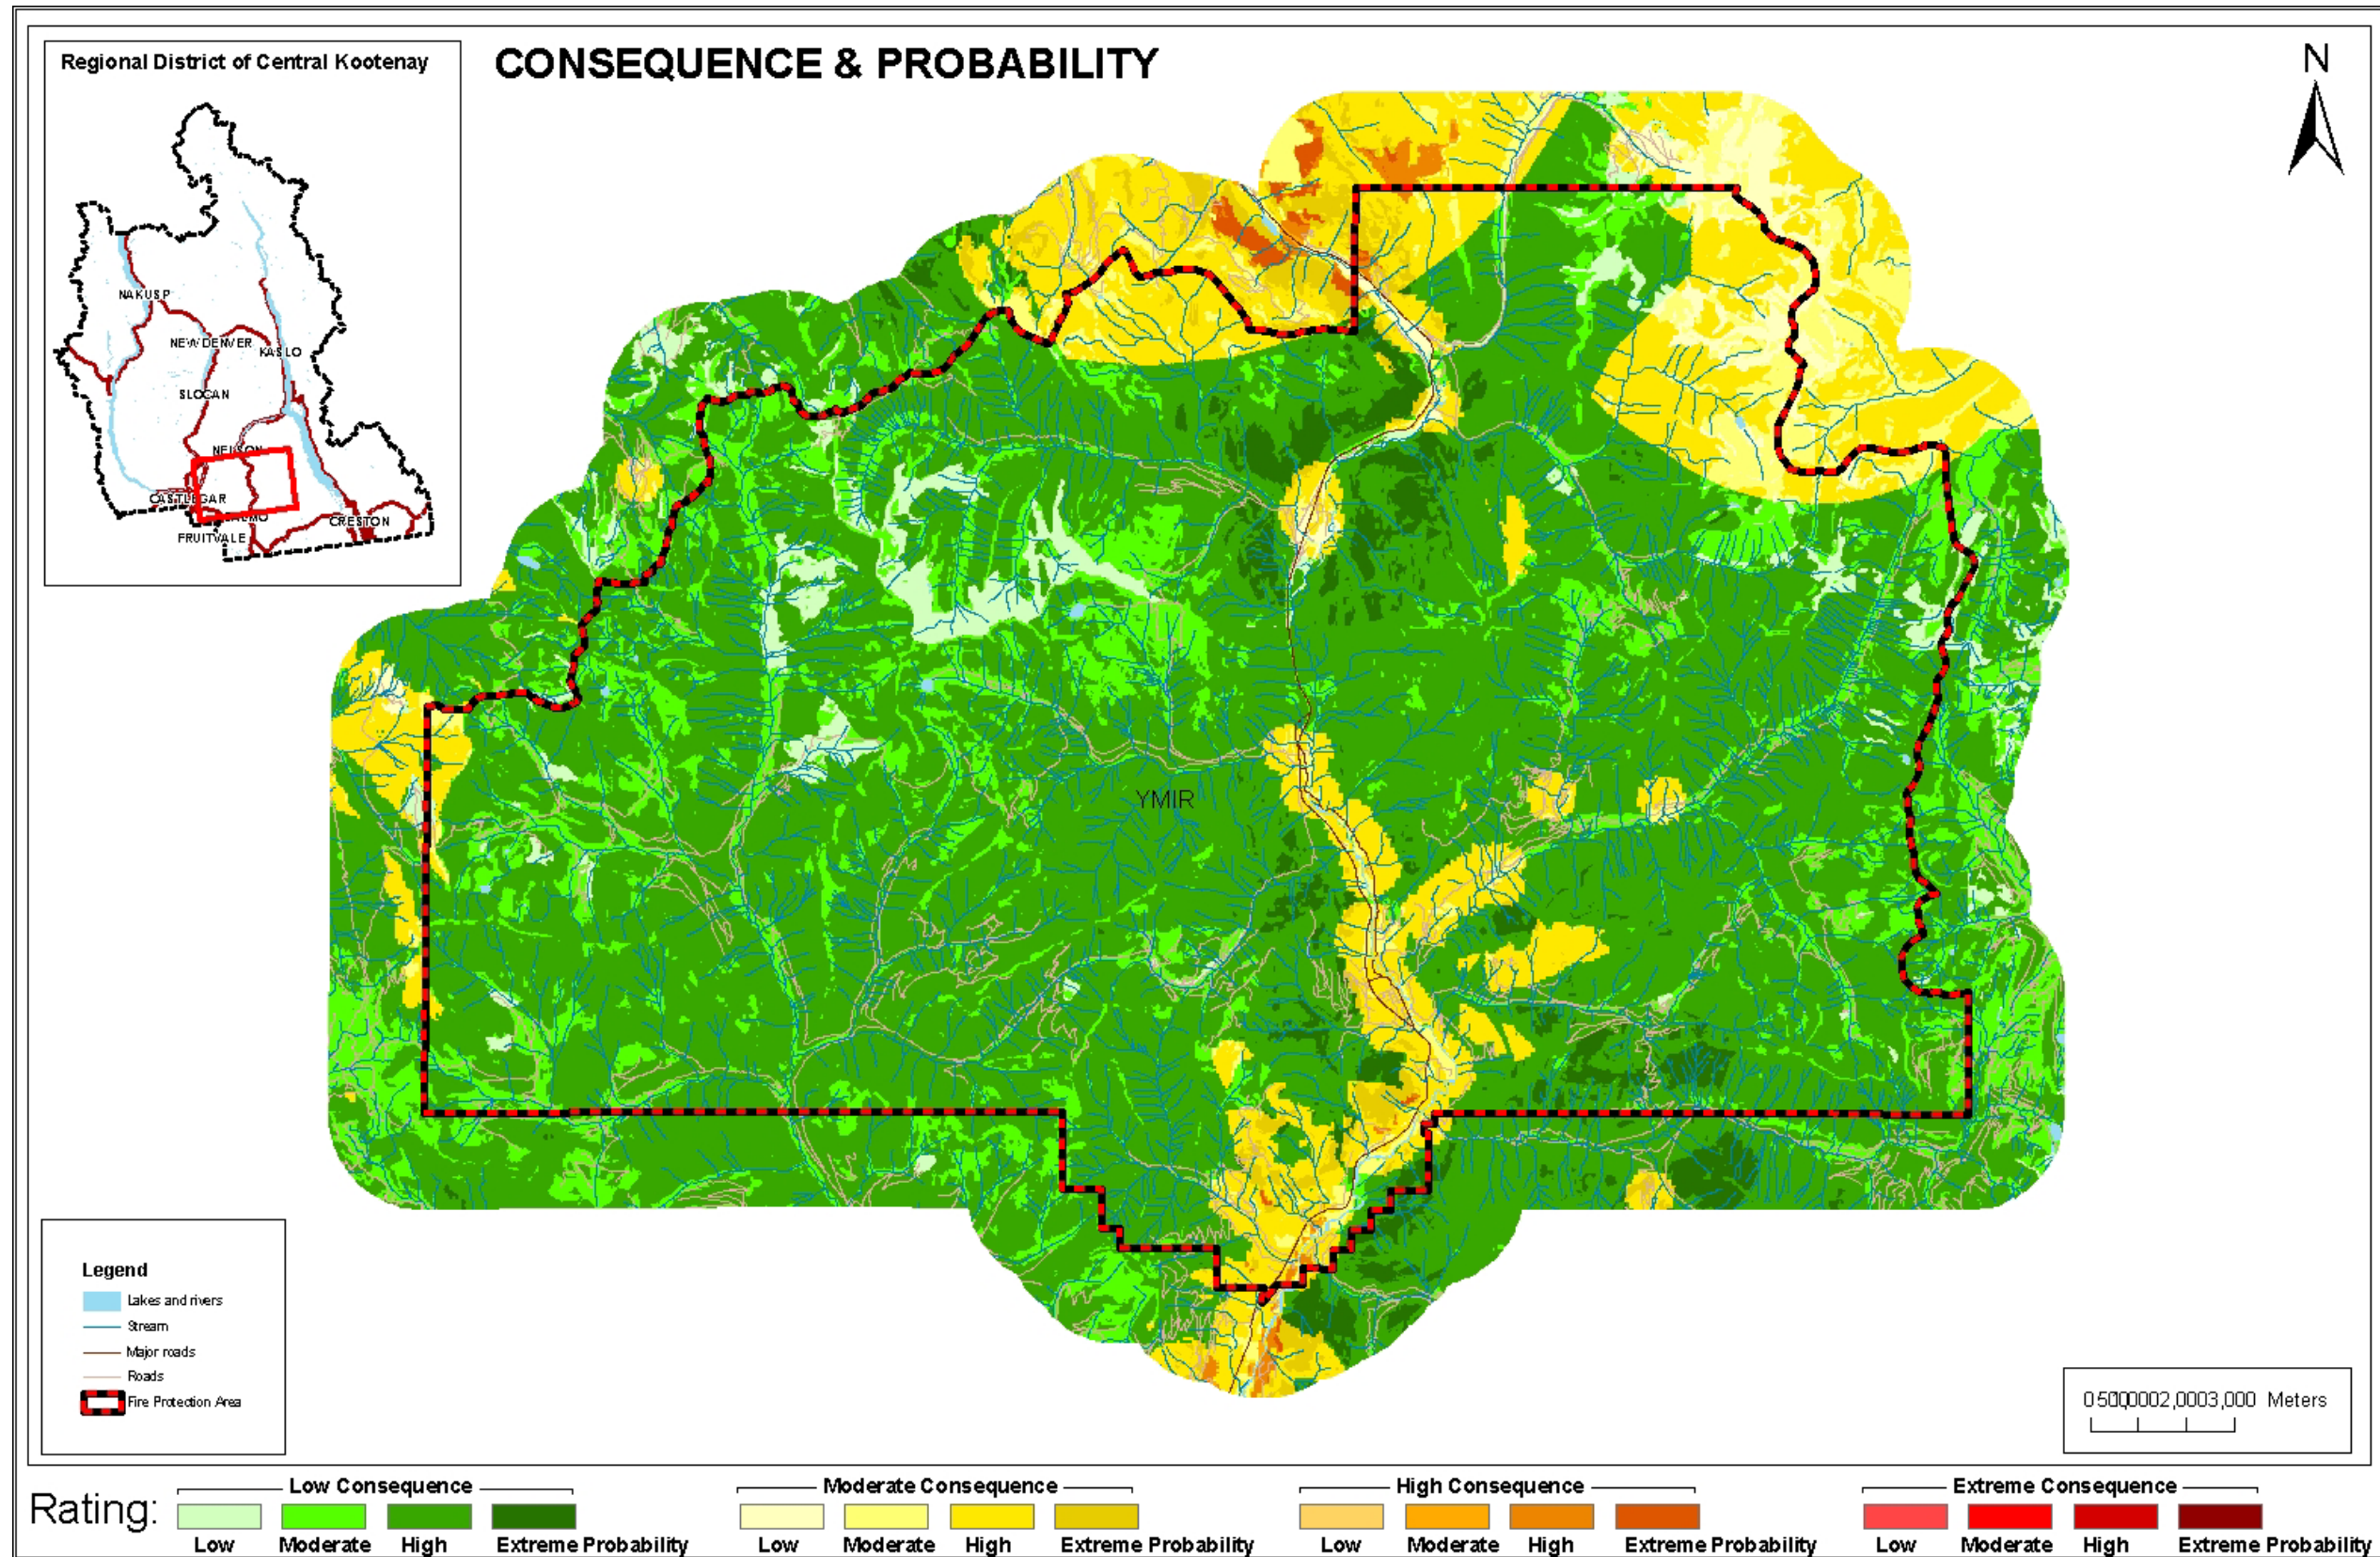 CONSEQUENCE & PROBABILITY
Regional District of Central Kootenay
N
NAKUSP
NEW DENVER
KASLO
SLOCAN
NELSON
CASTLEGAR
CRESTON
FRUITVALE
YMIR
Legend
Lakes and rivers
Stream
Major roads
Roads
Fire Protection Area
Meters
Rating:
Low Consequence
Low Moderate High Extreme Probability
Moderate Consequence
Low Moderate High Extreme Probability
High Consequence
Low Moderate High Extreme Probability
Extreme Consequence
Low Moderate High Extreme Probability